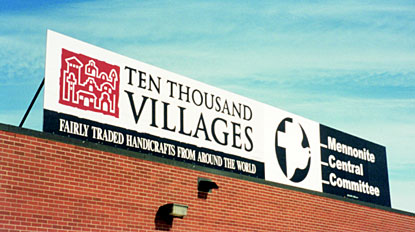 TEN THOUSAND
VILLAGES
FAIRLY TRADED HANDICRAFTS FROM AROUND THE WORLD
Mennonite
Central
Committee